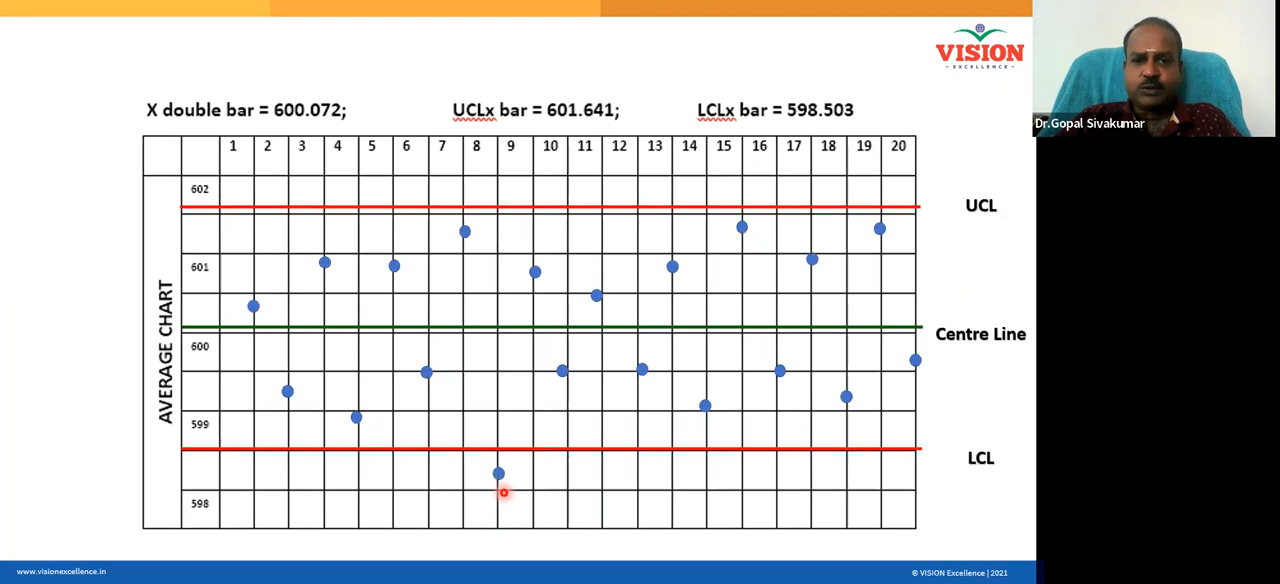 VISION
- EXCELLENCE -
Dr.Gopal Sivakumar
X double bar = 600.072; UCLx bar = 601.641; LCLx bar = 598.503
1 2 3 4 5 6 7 8 9 10 11 12 13 14 15 16 17 18 19 20
602
UCL
601
AVERAGE CHART
Centre Line
600
599
LCL
598
www.visionexcellence.in
© VISION Excellence | 2021